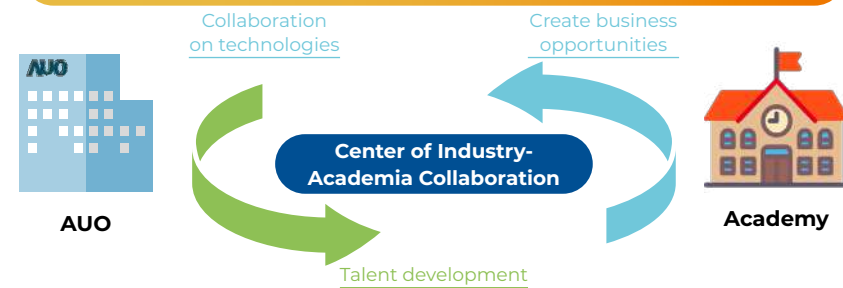 Collaboration
on technologies
Create business
opportunities
AUO
Center of Industry-
Academia Collaboration
AUO
Academy
Talent development